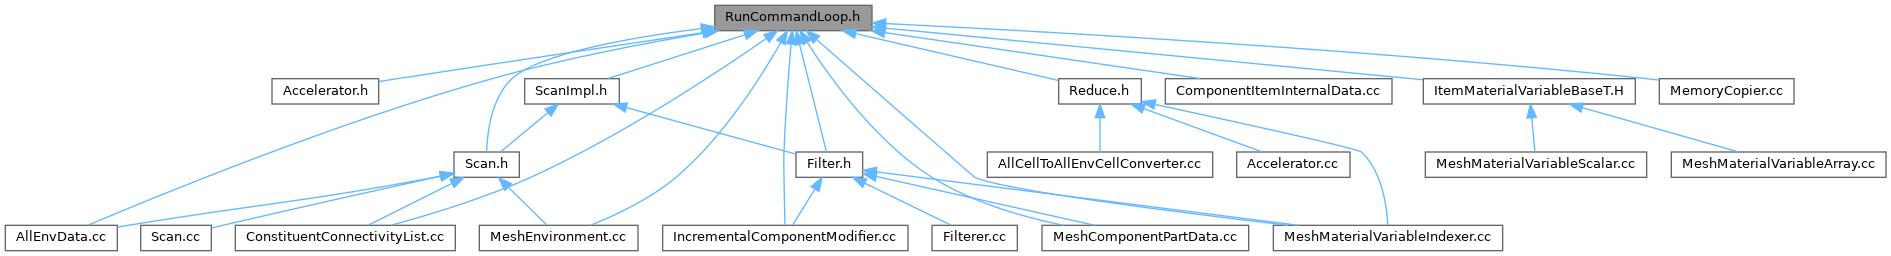 RunCommandLoop.h
Accelerator.h
ScanImpl.h
Reduce.h
ComponentItemInternalData.cc
ItemMaterialVariableBaseT.H
MemoryCopier.cc
Scan.h
Filter.h
AllCellToAllEnvCellConverter.cc
Accelerator.cc
MeshMaterialVariableScalar.cc
MeshMaterialVariableArray.cc
AllEnvData.cc
Scan.cc
ConstituentConnectivityList.cc
MeshEnvironment.cc
IncrementalComponentModifier.cc
Filterer.cc
MeshComponentPartData.cc
MeshMaterialVariableIndexer.cc